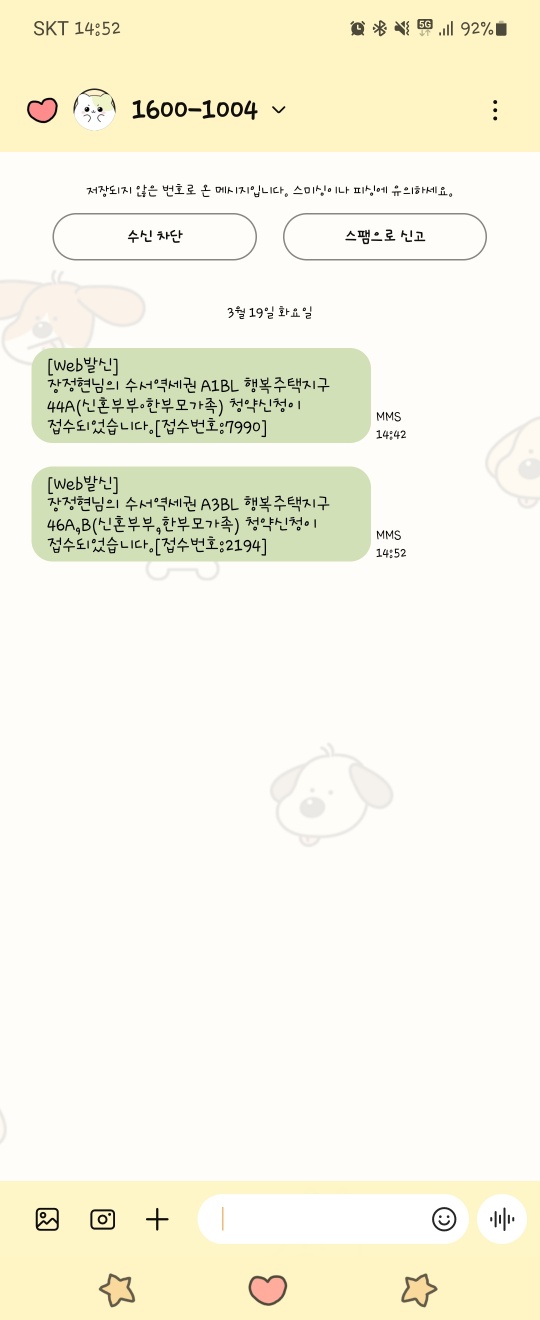 SKT 14:52
5G
92%
1600-1004
저장되지 않은 번호로 온 메시지입니다. 스미싱이나 피싱에 유의하세요.
수신 차단
스팸으로 신고
3월 19일 화요일
[Web발신]
장정현님의 수서역세권 A1BL 행복주택지구
44A(신혼부부·한부모가족) 청약신청이
접수되었습니다.[접수번호:7990]
MMS
14:42
[Web발신]
장정현님의 수서역세권 A3BL 행복주택지구
46A,B(신혼부부,한부모가족) 청약신청이
접수되었습니다.[접수번호:2194]
MMS
14:52